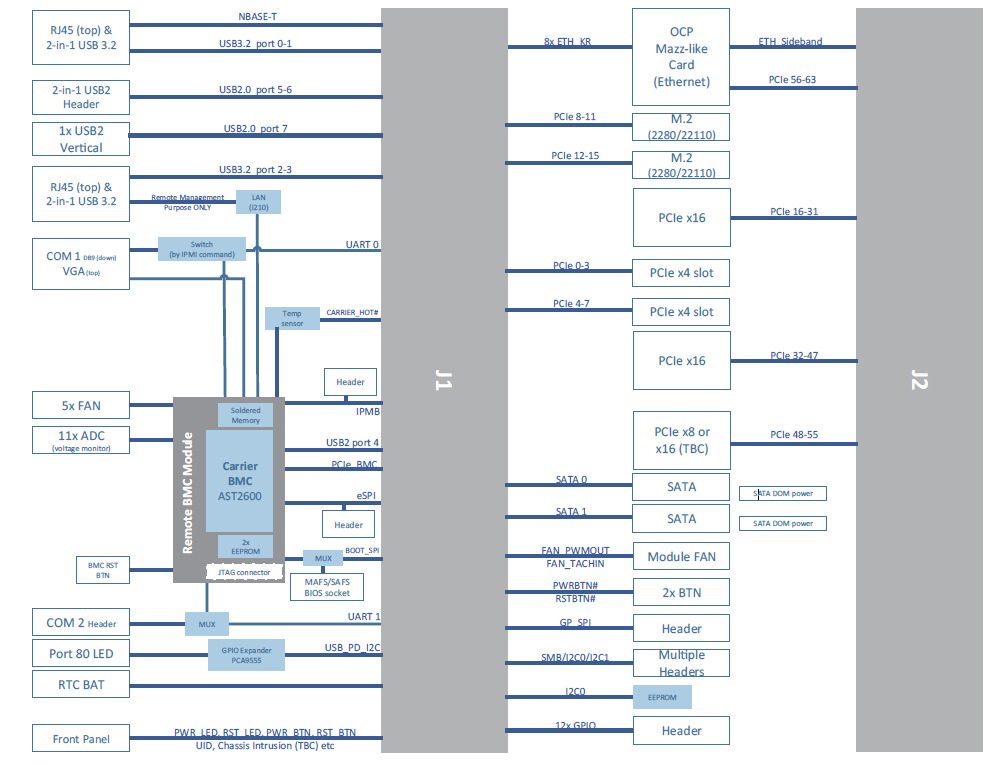 RJ45 (top) &
2-in-1 USB 3.2
NBASE-T
USB3.2 port 0-1
2-in-1 USB2
Header
USB2.0 port 5-6
1x USB2
Vertical
USB2.0 port 7
RJ45 (top) &
2-in-1 USB 3.2
USB3.2 port 2-3
Remote Management
Purpose ONLY
LAN
(I210)
COM 1 DB9 (down)
VGA (top)
Switch
(by IPMI command)
UART 0
Temp
sensor
CARRIER_HOT#
Header
IPMB
5x FAN
11x ADC
(voltage monitor)
Remote BMC Module
Soldered
Memory
Carrier
BMC
AST2600
2x
EEPROM
JTAG connector
USB2 port 4
PCIe_BMC
eSPI
Header
MUX
BOOT_SPI
MAFS/SAFS
BIOS socket
BMC RST
BTN
COM 2 Header
MUX
UART 1
Port 80 LED
GPIO Expander
PCA9555
USB_PD_I2C
RTC BAT
Front Panel
PWR_LED, RST_LED, PWR_BTN, RST_BTN
UID, Chassis Intrusion (TBC) etc
J1
8x ETH_KR
OCP
Mazz-like
Card
(Ethernet)
ETH_Sideband
PCIe 56-63
PCIe 8-11
M.2
(2280/22110)
PCIe 12-15
M.2
(2280/22110)
PCIe x16
PCIe 16-31
PCIe 0-3
PCIe x4 slot
PCIe 4-7
PCIe x4 slot
PCIe x16
PCIe 32-47
PCIe x8 or
x16 (TBC)
PCIe 48-55
SATA 0
SATA
SATA DOM power
SATA 1
SATA
SATA DOM power
FAN_PWMOUT
FAN_TACHIN
Module FAN
PWRBTN#
RSTBTN#
2x BTN
GP_SPI
Header
SMB/I2C0/I2C1
Multiple
Headers
I2C0
EEPROM
12x GPIO
Header
J2